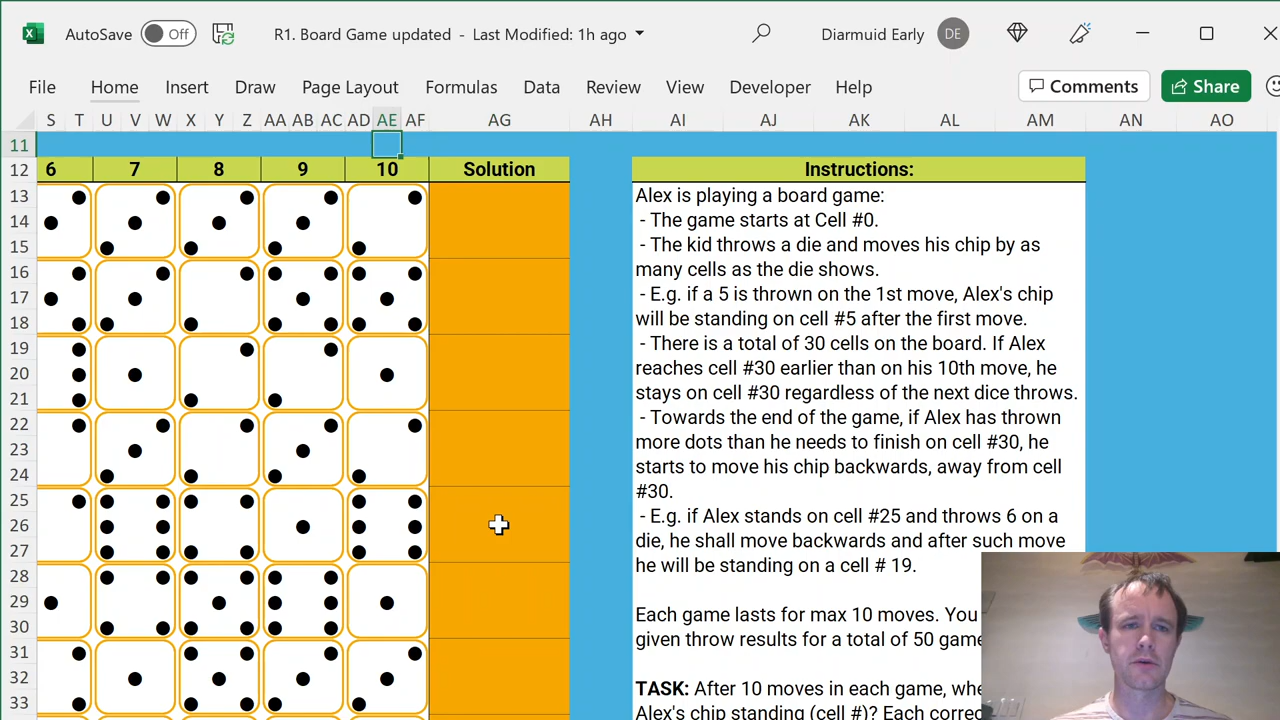 AutoSave Off R1. Board Game updated - Last Modified: 1h ago Diarmuid Early DE
File Home Insert Draw Page Layout Formulas Data Review View Developer Help Comments Share
S T U V W X Y Z AA AB AC AD AE AF AG AH AI AJ AK AL AM AN AO
11
12 6 7 8 9 10 Solution Instructions:
13 Alex is playing a board game:
14 - The game starts at Cell #0.
15 - The kid throws a die and moves his chip by as
16 many cells as the die shows.
17 - E.g. if a 5 is thrown on the 1st move, Alex's chip
18 will be standing on cell #5 after the first move.
19 - There is a total of 30 cells on the board. If Alex
20 reaches cell #30 earlier than on his 10th move, he
21 stays on cell #30 regardless of the next dice throws.
22 - Towards the end of the game, if Alex has thrown
23 more dots than he needs to finish on cell #30, he
24 starts to move his chip backwards, away from cell
#30.
25 - E.g. if Alex stands on cell #25 and throws 6 on a
26 die, he shall move backwards and after such move
27 he will be standing on a cell # 19.
28
29 Each game lasts for max 10 moves. You
30 given throw results for a total of 50 game
31
32 TASK: After 10 moves in each game, whe
33 Alex's chip standing (cell #)? Each correc